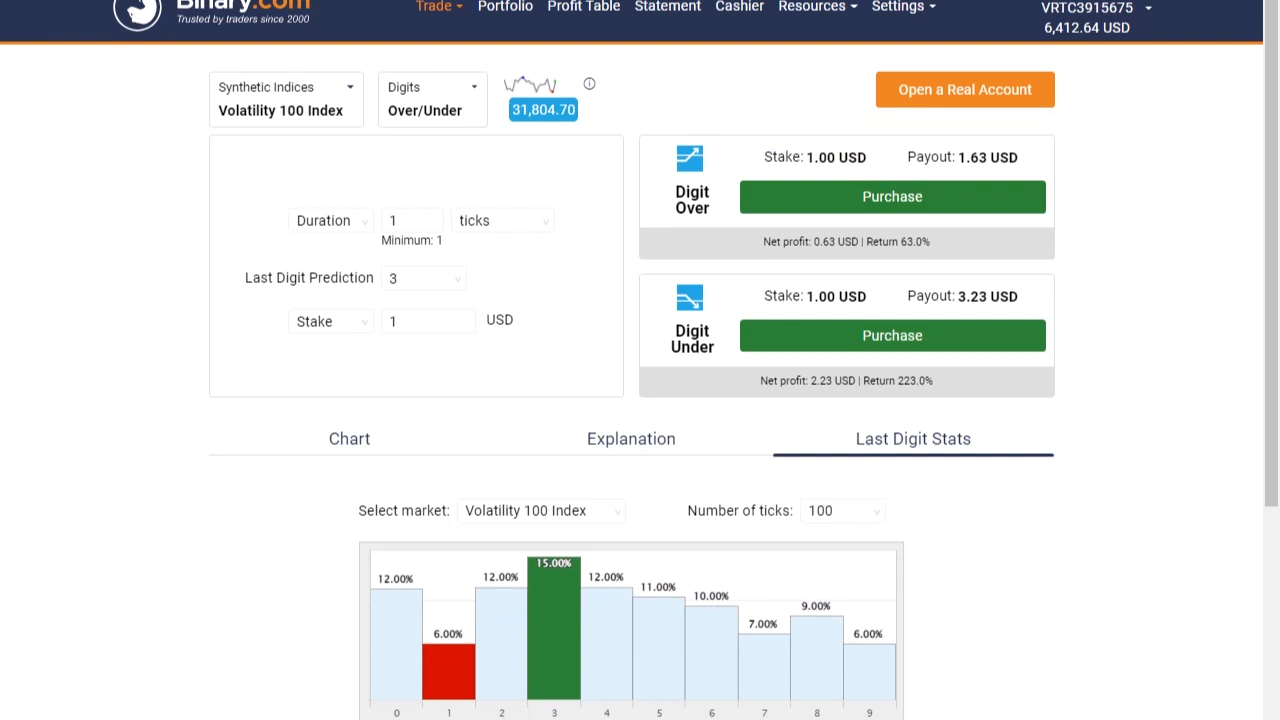 Binary.com
Trusted by traders since 2000
Trade Portfolio Profit Table Statement Cashier Resources Settings
VRTC3915675
6,412.64 USD
Synthetic Indices
Volatility 100 Index
Digits
Over/Under
31,804.70
Open a Real Account
Duration 1 ticks
Minimum: 1
Last Digit Prediction 3
Stake 1 USD
Stake: 1.00 USD Payout: 1.63 USD
Digit
Over
Purchase
Net profit: 0.63 USD | Return 63.0%
Stake: 1.00 USD Payout: 3.23 USD
Digit
Under
Purchase
Net profit: 2.23 USD | Return 223.0%
Chart Explanation Last Digit Stats
Select market: Volatility 100 Index Number of ticks: 100
12.00% 6.00% 12.00% 15.00% 12.00% 11.00% 10.00% 7.00% 9.00% 6.00%
0 1 2 3 4 5 6 7 8 9